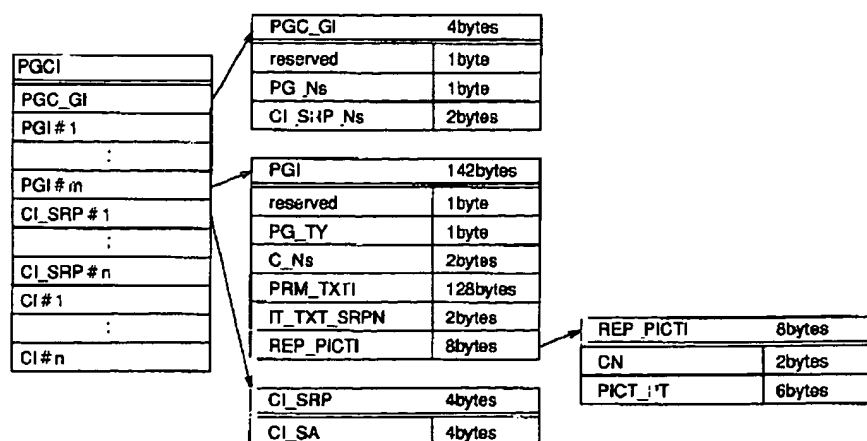 PGCI
PGC_GI
PGI#1
:
PGI#m
CI_SRP#1
:
CI_SRP#n
CI#1
:
CI#n
PGC_GI 4bytes
reserved 1byte
PG_Ns 1byte
CI_SRP_Ns 2bytes
PGI 142bytes
reserved 1byte
PG_TY 1byte
C_Ns 2bytes
PRM_TXTI 128bytes
IT_TXT_SRPN 2bytes
REP_PICTI 8bytes
REP_PICTI 8bytes
CN 2bytes
PICT_PT 6bytes
CI_SRP 4bytes
CI_SA 4bytes